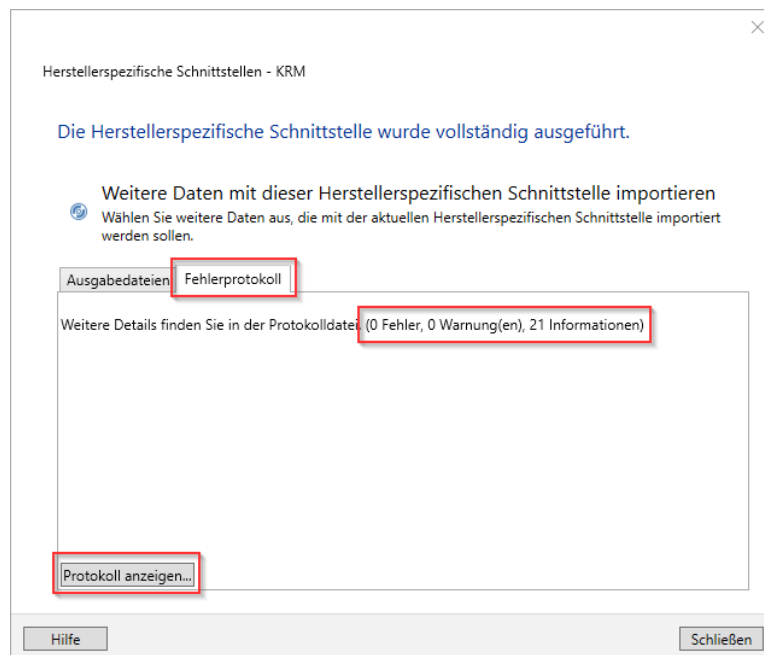 Herstellerspezifische Schnittstellen - KRM
Die Herstellerspezifische Schnittstelle wurde vollständig ausgeführt.
Weitere Daten mit dieser Herstellerspezifischen Schnittstelle importieren
Wählen Sie weitere Daten aus, die mit der aktuellen Herstellerspezifischen Schnittstelle importiert
werden sollen.
Ausgabedateien Fehlerprotokoll
Weitere Details finden Sie in der Protokolldatei. (0 Fehler, 0 Warnung(en), 21 Informationen)
Protokoll anzeigen...
Hilfe Schließen